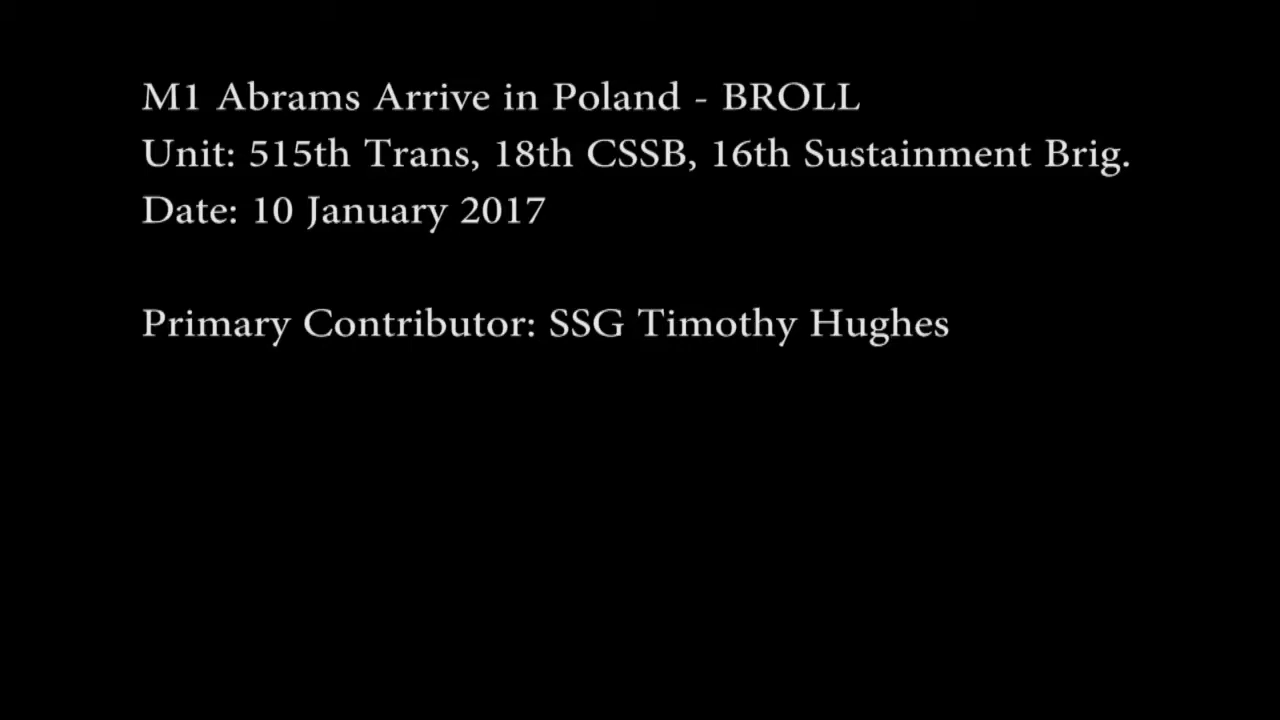 M1 Abrams Arrive in Poland - BROLL
Unit: 515th Trans, 18th CSSB, 16th Sustainment Brig.
Date: 10 January 2017
Primary Contributor: SSG Timothy Hughes